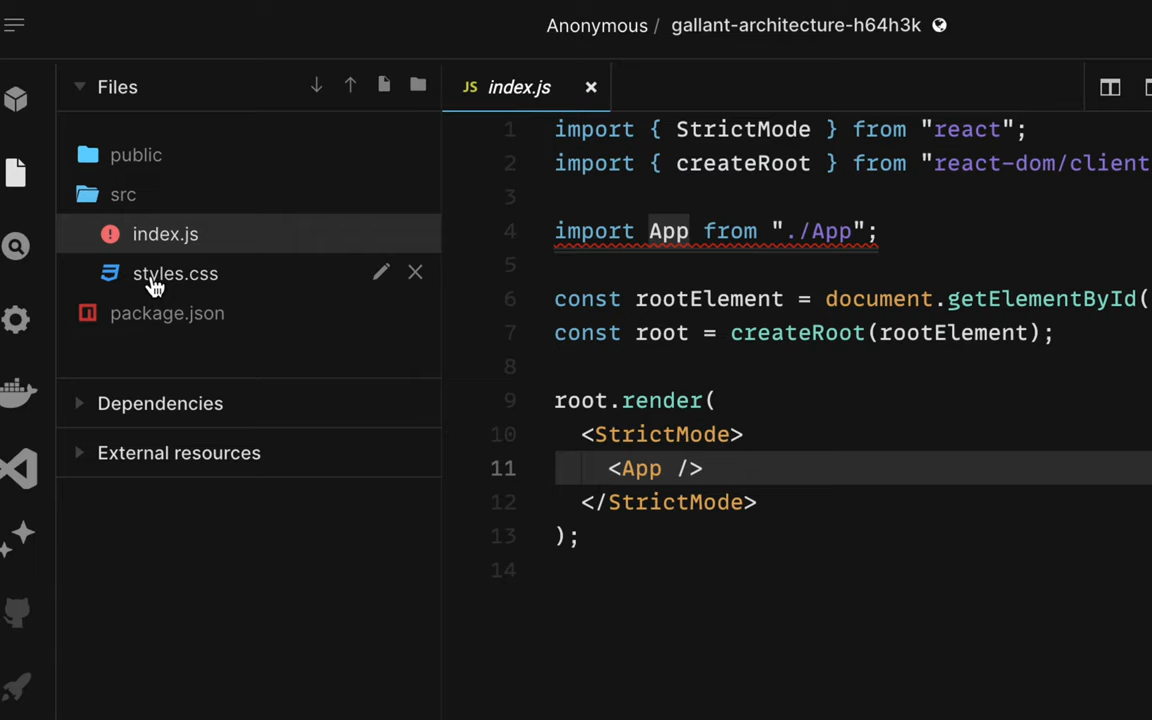 Anonymous / gallant-architecture-h64h3k
Files
public
src
index.js
styles.css
package.json
Dependencies
External resources
JS index.js
1 import { StrictMode } from "react";
2 import { createRoot } from "react-dom/client
3
4 import App from "./App";
5
6 const rootElement = document.getElementById(
7 const root = createRoot(rootElement);
8
9 root.render(
10 <StrictMode>
11 <App />
12 </StrictMode>
13 );
14